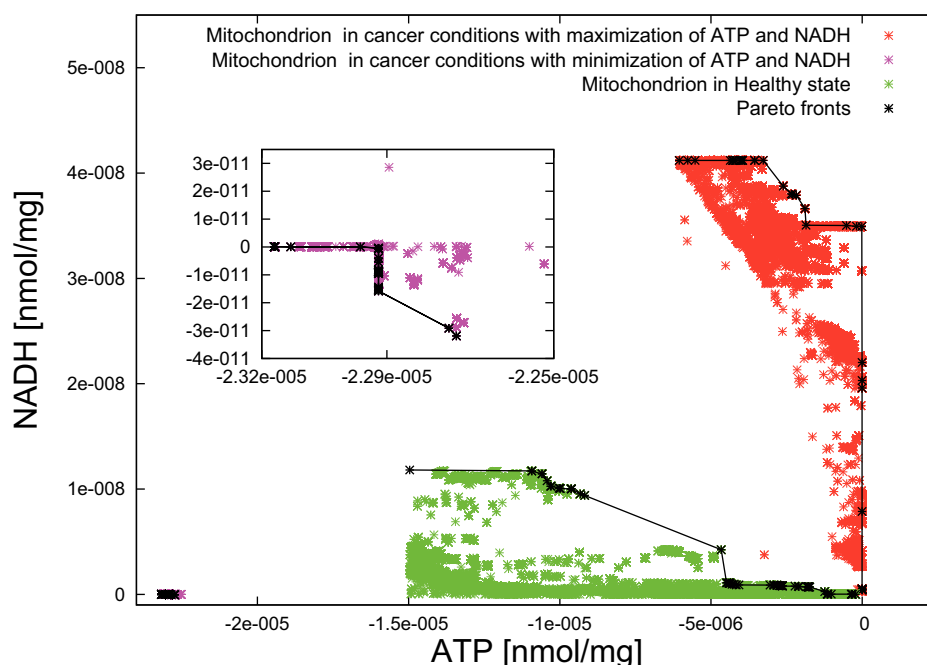 Mitochondrion in cancer conditions with maximization of ATP and NADH
Mitochondrion in cancer conditions with minimization of ATP and NADH
Mitochondrion in Healthy state
Pareto fronts
5e-008
4e-008
3e-008
2e-008
1e-008
0
NADH [nmol/mg]
3e-011
2e-011
1e-011
0
-1e-011
-2e-011
-3e-011
-4e-011
-2.32e-005 -2.29e-005 -2.25e-005
-2e-005 -1.5e-005 -1e-005 -5e-006 0
ATP [nmol/mg]